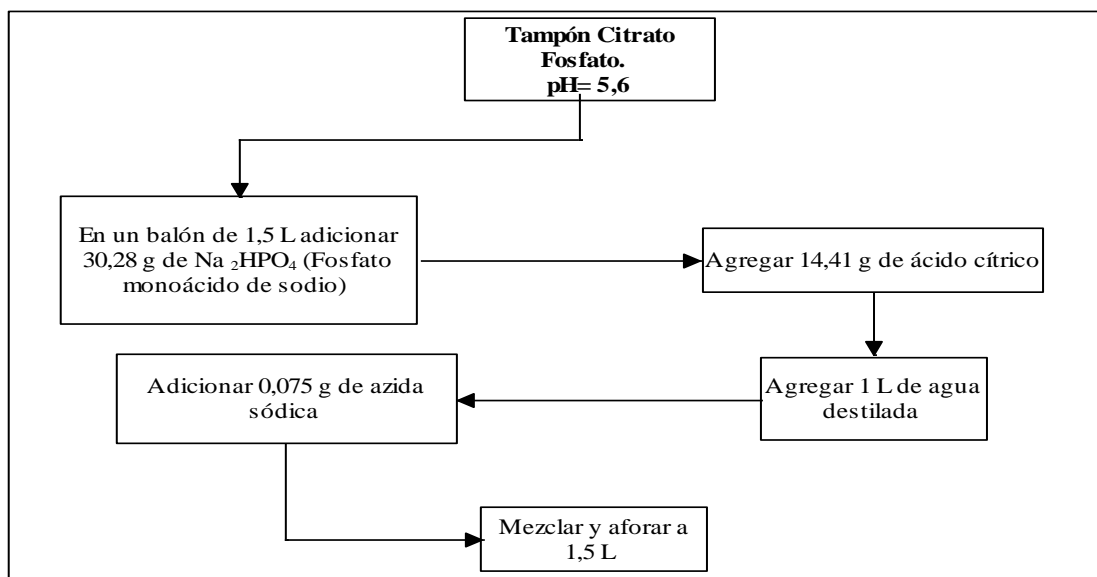 Tampón Citrato
Fosfato.
pH= 5,6
En un balón de 1,5 L adicionar
30,28 g de Na ₂HPO₄ (Fosfato
monoácido de sodio)
Agregar 14,41 g de ácido cítrico
Agregar 1 L de agua
destilada
Adicionar 0,075 g de azida
sódica
Mezclar y aforar a
1,5 L